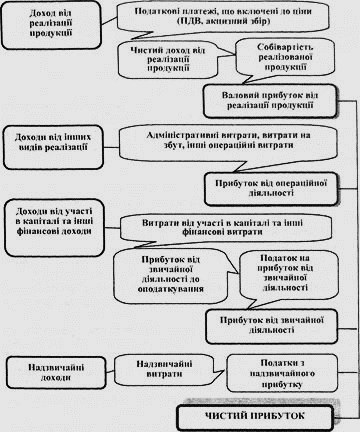 Доход від
реалізації
продукції
Податкові платежі, що включені до ціни
(ПДВ, акцизний збір)
Чистий доход від
реалізації
продукції
Собівартість
реалізованої
продукції
Валовий прибуток від
реалізації продукції
Доходи від інших
видів реалізації
Адміністративні витрати, витрати на
збут, інші операційні витрати
Прибуток від операційної
діяльності
Доходи від участі
в капіталі та інші
фінансові доходи
Витрати від участі в капіталі та інші
фінансові витрати
Прибуток від
звичайної
діяльності до
оподаткування
Податок на
прибуток від
звичайної
діяльності
Прибуток від звичайної
діяльності
Надзвичайні
доходи
Надзвичайні
витрати
Податки з
надзвичайного
прибутку
ЧИСТИЙ ПРИБУТОК